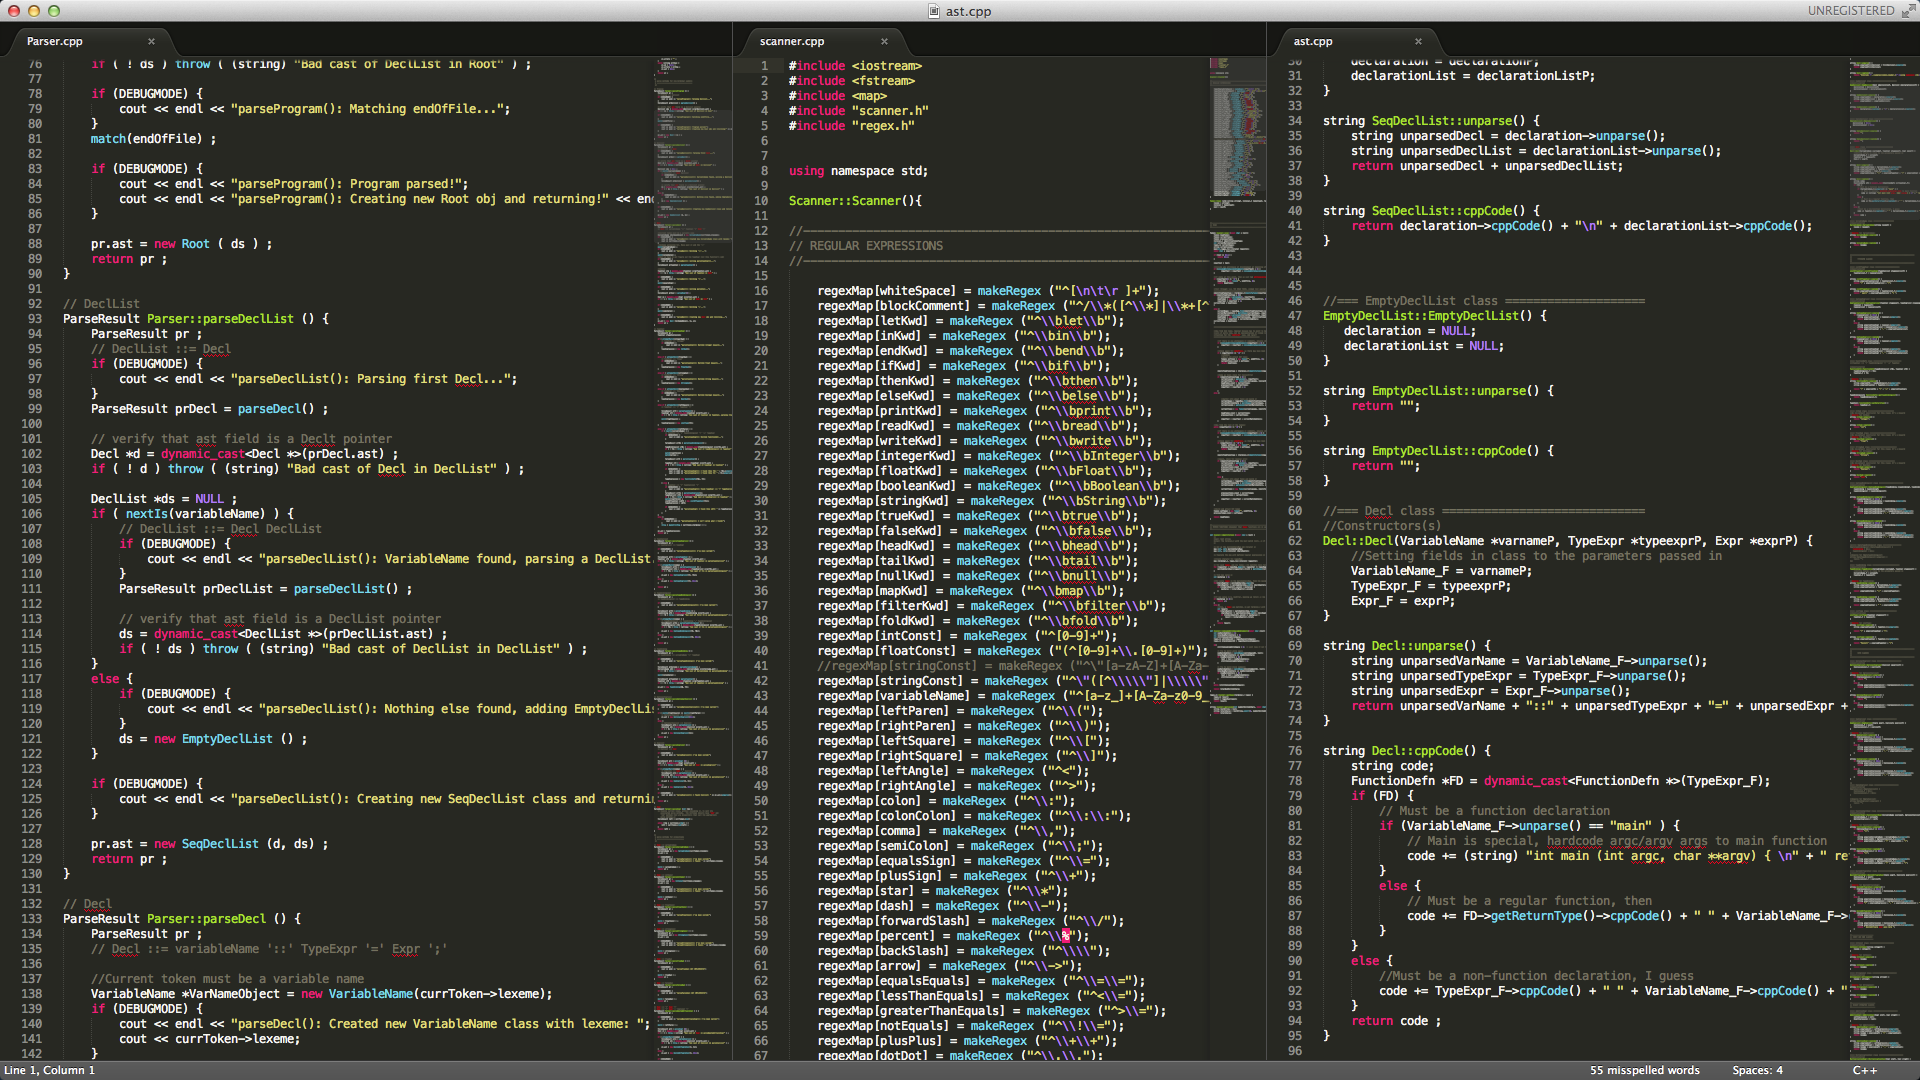 ast.cpp
UNREGISTERED
Parser.cpp
76 if ( ! ds ) throw ( (string) "Bad cast of DeclList in Root" ) ;
77
78 if (DEBUGMODE) {
79 cout << endl << "parseProgram(): Matching endOfFile...";
80 }
81 match(endOfFile) ;
82
83 if (DEBUGMODE) {
84 cout << endl << "parseProgram(): Program parsed!";
85 cout << endl << "parseProgram(): Creating new Root obj and returning!" << en
86 }
87
88 pr.ast = new Root ( ds ) ;
89 return pr ;
90 }
91
92 // DeclList
93 ParseResult Parser::parseDeclList () {
94 ParseResult pr ;
95 // DeclList ::= Decl
96 if (DEBUGMODE) {
97 cout << endl << "parseDeclList(): Parsing first Decl...";
98 }
99 ParseResult prDecl = parseDecl() ;
100
101 // verify that ast field is a Declt pointer
102 Decl *d = dynamic_cast<Decl *>(prDecl.ast) ;
103 if ( ! d ) throw ( (string) "Bad cast of Decl in DeclList" ) ;
104
105 DeclList *ds = NULL ;
106 if ( nextIs(variableName) ) {
107 // DeclList ::= Decl DeclList
108 if (DEBUGMODE) {
109 cout << endl << "parseDeclList(): VariableName found, parsing a DeclList.
110 }
111 ParseResult prDeclList = parseDeclList() ;
112
113 // verify that ast field is a DeclList pointer
114 ds = dynamic_cast<DeclList *>(prDeclList.ast) ;
115 if ( ! ds ) throw ( (string) "Bad cast of DeclList in DeclList" ) ;
116 }
117 else {
118 if (DEBUGMODE) {
119 cout << endl << "parseDeclList(): Nothing else found, adding EmptyDeclLi
120 }
121 ds = new EmptyDeclList () ;
122 }
123
124 if (DEBUGMODE) {
125 cout << endl << "parseDeclList(): Creating new SeqDeclList class and returnin
126 }
127
128 pr.ast = new SeqDeclList (d, ds) ;
129 return pr ;
130 }
131
132 // Decl
133 ParseResult Parser::parseDecl () {
134 ParseResult pr ;
135 // Decl ::= variableName '::' TypeExpr '=' Expr ';'
136
137 //Current token must be a variable name
138 VariableName *VarNameObject = new VariableName(currToken->lexeme);
139 if (DEBUGMODE) {
140 cout << endl << "parseDecl(): Created new VariableName class with lexeme: ";
141 cout << currToken->lexeme;
142 }
scanner.cpp
1 #include <iostream>
2 #include <fstream>
3 #include <map>
4 #include "scanner.h"
5 #include "regex.h"
6
7
8 using namespace std;
9
10 Scanner::Scanner(){
11
12 //
13 // REGULAR EXPRESSIONS
14 //
15
16 regexMap[whiteSpace] = makeRegex ("^[\n\t\r ]+");
17 regexMap[blockComment] = makeRegex ("^/\\*([^\\*]|\\*+[^
18 regexMap[letKwd] = makeRegex ("^\\blet\\b");
19 regexMap[inKwd] = makeRegex ("^\\bin\\b");
20 regexMap[endKwd] = makeRegex ("^\\bend\\b");
21 regexMap[ifKwd] = makeRegex ("^\\bif\\b");
22 regexMap[thenKwd] = makeRegex ("^\\bthen\\b");
23 regexMap[elseKwd] = makeRegex ("^\\belse\\b");
24 regexMap[printKwd] = makeRegex ("^\\bprint\\b");
25 regexMap[readKwd] = makeRegex ("^\\bread\\b");
26 regexMap[writeKwd] = makeRegex ("^\\bwrite\\b");
27 regexMap[integerKwd] = makeRegex ("^\\bInteger\\b");
28 regexMap[floatKwd] = makeRegex ("^\\bFloat\\b");
29 regexMap[booleanKwd] = makeRegex ("^\\bBoolean\\b");
30 regexMap[stringKwd] = makeRegex ("^\\bString\\b");
31 regexMap[trueKwd] = makeRegex ("^\\btrue\\b");
32 regexMap[falseKwd] = makeRegex ("^\\bfalse\\b");
33 regexMap[headKwd] = makeRegex ("^\\bhead\\b");
34 regexMap[tailKwd] = makeRegex ("^\\btail\\b");
35 regexMap[nullKwd] = makeRegex ("^\\bnull\\b");
36 regexMap[mapKwd] = makeRegex ("^\\bmap\\b");
37 regexMap[filterKwd] = makeRegex ("^\\bfilter\\b");
38 regexMap[foldKwd] = makeRegex ("^\\bfold\\b");
39 regexMap[intConst] = makeRegex ("^[0-9]+");
40 regexMap[floatConst] = makeRegex ("(^[0-9]+\\.[0-9]+)");
41 //regexMap[stringConst] = makeRegex ("^\"[a-zA-Z]+[A-Za-
42 regexMap[stringConst] = makeRegex ("^\"([^\\\\\"]|\\\\\"
43 regexMap[variableName] = makeRegex ("^[a-z_]+[A-Za-z0-9_
44 regexMap[leftParen] = makeRegex ("^\\(");
45 regexMap[rightParen] = makeRegex ("^\\)");
46 regexMap[leftSquare] = makeRegex ("^\\[");
47 regexMap[rightSquare] = makeRegex ("^\\]");
48 regexMap[leftAngle] = makeRegex ("^<");
49 regexMap[rightAngle] = makeRegex ("^>");
50 regexMap[colon] = makeRegex ("^\\:");
51 regexMap[colonColon] = makeRegex ("^\\:\\:");
52 regexMap[comma] = makeRegex ("^\\,");
53 regexMap[semiColon] = makeRegex ("^\\;");
54 regexMap[equalsSign] = makeRegex ("^\\=");
55 regexMap[plusSign] = makeRegex ("^\\+");
56 regexMap[star] = makeRegex ("^\\*");
57 regexMap[dash] = makeRegex ("^\\-");
58 regexMap[forwardSlash] = makeRegex ("^\\/");
59 regexMap[percent] = makeRegex ("^\\%");
60 regexMap[backSlash] = makeRegex ("^\\\\");
61 regexMap[arrow] = makeRegex ("^\\->");
62 regexMap[equalsEquals] = makeRegex ("^\\=\\=");
63 regexMap[lessThanEquals] = makeRegex ("^<\\=");
64 regexMap[greaterThanEquals] = makeRegex ("^>\\=");
65 regexMap[notEquals] = makeRegex ("^\\!\\=");
66 regexMap[plusPlus] = makeRegex ("^\\+\\+");
67 regexMap[dotDot] = makeRegex ("^\\.\\.");
ast.cpp
30 declaration = declarationP;
31 declarationList = declarationListP;
32 }
33
34 string SeqDeclList::unparse() {
35 string unparsedDecl = declaration->unparse();
36 string unparsedDeclList = declarationList->unparse();
37 return unparsedDecl + unparsedDeclList;
38 }
39
40 string SeqDeclList::cppCode() {
41 return declaration->cppCode() + "\n" + declarationList->cppCode();
42 }
43
44
45
46 //=== EmptyDeclList class ====================
47 EmptyDeclList::EmptyDeclList() {
48 declaration = NULL;
49 declarationList = NULL;
50 }
51
52 string EmptyDeclList::unparse() {
53 return "";
54 }
55
56 string EmptyDeclList::cppCode() {
57 return "";
58 }
59
60 //=== Decl class =============================
61 //Constructors(s)
62 Decl::Decl(VariableName *varnameP, TypeExpr *typeexprP, Expr *exprP) {
63 //Setting fields in class to the parameters passed in
64 VariableName_F = varnameP;
65 TypeExpr_F = typeexprP;
66 Expr_F = exprP;
67 }
68
69 string Decl::unparse() {
70 string unparsedVarName = VariableName_F->unparse();
71 string unparsedTypeExpr = TypeExpr_F->unparse();
72 string unparsedExpr = Expr_F->unparse();
73 return unparsedVarName + "::" + unparsedTypeExpr + "=" + unparsedExpr +
74 }
75
76 string Decl::cppCode() {
77 string code;
78 FunctionDefn *FD = dynamic_cast<FunctionDefn *>(TypeExpr_F);
79 if (FD) {
80 // Must be a function declaration
81 if (VariableName_F->unparse() == "main" ) {
82 // Main is special, hardcode argc/argv args to main function
83 code += (string) "int main (int argc, char **argv) { \n" + " re
84 }
85 else {
86 // Must be a regular function, then
87 code += FD->getReturnType()->cppCode() + " " + VariableName_F->
88 }
89 }
90 else {
91 //Must be a non-function declaration, I guess
92 code += TypeExpr_F->cppCode() + " " + VariableName_F->cppCode() + "
93 }
94 return code ;
95 }
96
Line 1, Column 1
55 misspelled words
Spaces: 4
C++